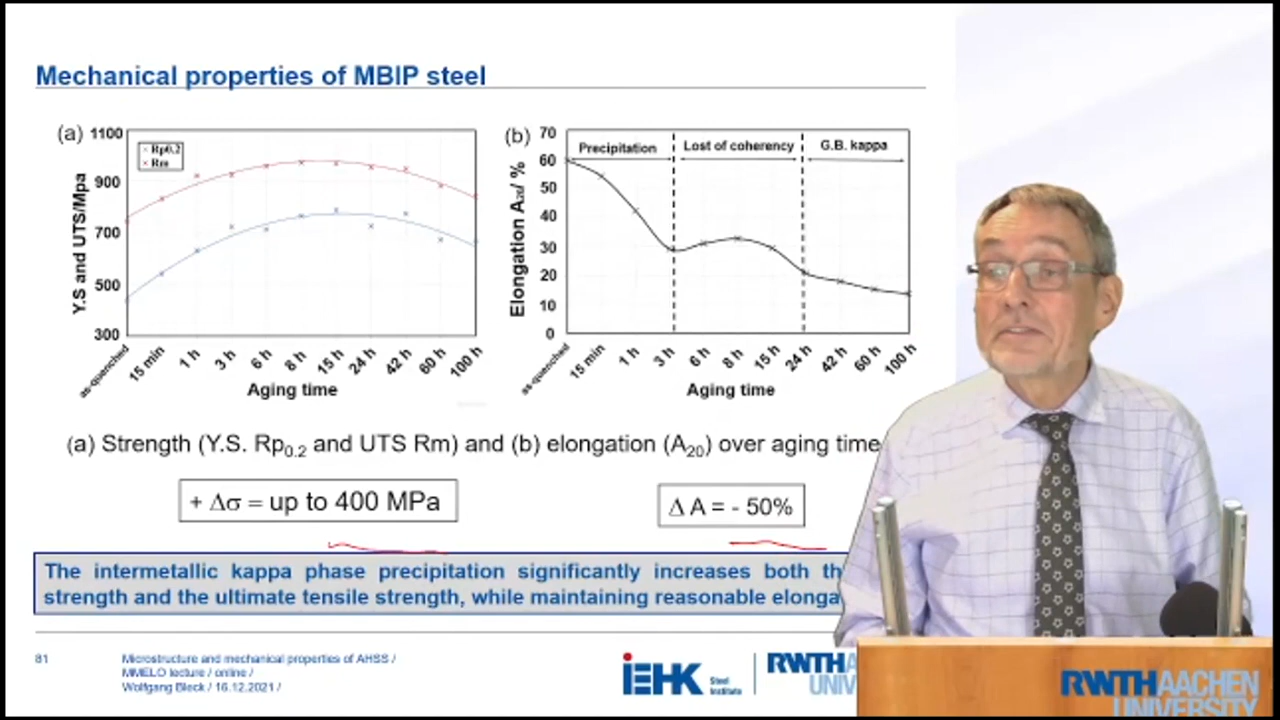 Mechanical properties of MBIP steel
(a)
1100
900
700
500
300
Y.S and UTS/Mpa
Rp0.2
Rm
as-quenched
15 min
1 h
3 h
6 h
8 h
15 h
24 h
42 h
60 h
100 h
Aging time
(b)
70
60
50
40
30
20
10
0
Elongation A20/ %
Precipitation
Lost of coherency
G.B. kappa
as-quenched
15 min
1 h
3 h
6 h
8 h
15 h
24 h
42 h
60 h
100 h
Aging time
(a) Strength (Y.S. Rp0.2 and UTS Rm) and (b) elongation (A20) over aging time
+ Δσ = up to 400 MPa
Δ A = - 50%
The intermetallic kappa phase precipitation significantly increases both th
strength and the ultimate tensile strength, while maintaining reasonable elonga
81
Microstructure and mechanical properties of AHSS /
MMELO lecture / online /
Wolfgang Bleck / 16.12.2021 /
iEHK
Steel
Institute
RWTHA
UNIV
RWTHAACHEN
UNIVERSITY